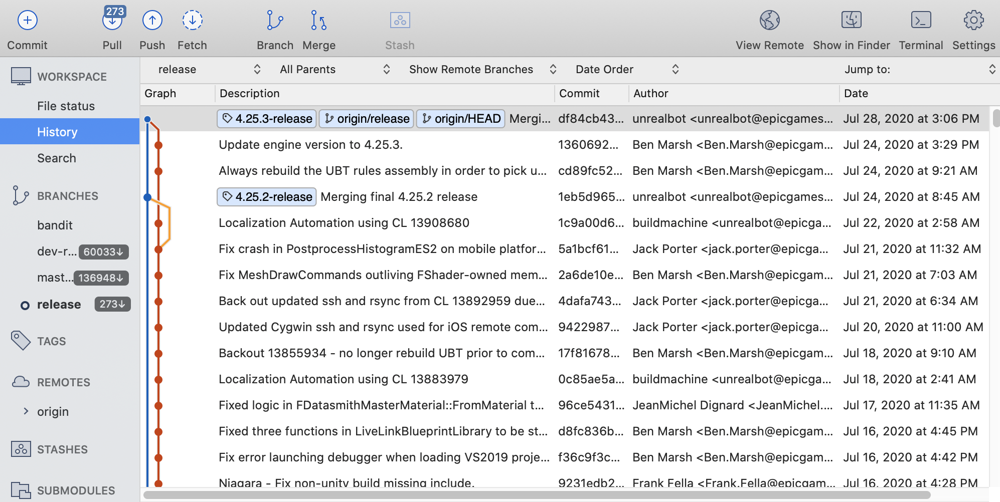 273
Commit Pull Push Fetch Branch Merge Stash View Remote Show in Finder Terminal Settings
WORKSPACE
File status
History
Search
BRANCHES
bandit
dev-r... 60033↓
mast... 136948↓
release 273↓
TAGS
REMOTES
origin
STASHES
SUBMODULES
release All Parents Show Remote Branches Date Order Jump to:
Graph Description Commit Author Date
4.25.3-release origin/release origin/HEAD Mergi... df84cb43... unrealbot <unrealbot@epicgames... Jul 28, 2020 at 3:06 PM
Update engine version to 4.25.3. 1360692... Ben Marsh <Ben.Marsh@epicgam... Jul 24, 2020 at 3:29 PM
Always rebuild the UBT rules assembly in order to pick u... cd89fc52... Ben Marsh <Ben.Marsh@epicgam... Jul 24, 2020 at 9:21 AM
4.25.2-release Merging final 4.25.2 release 1eb5d965... unrealbot <unrealbot@epicgames... Jul 24, 2020 at 8:45 AM
Localization Automation using CL 13908680 1c9a00d6... buildmachine <unrealbot@epicga... Jul 22, 2020 at 2:58 AM
Fix crash in PostprocessHistogramES2 on mobile platfor... 5a1bcf61... Jack Porter <jack.porter@epicga... Jul 21, 2020 at 11:32 AM
Fix MeshDrawCommands outliving FShader-owned mem... 2a6de10e... Ben Marsh <Ben.Marsh@epicgam... Jul 21, 2020 at 7:03 AM
Back out updated ssh and rsync from CL 13892959 due... 4dafa743... Jack Porter <jack.porter@epicga... Jul 21, 2020 at 6:34 AM
Updated Cygwin ssh and rsync used for iOS remote com... 9422987... Jack Porter <jack.porter@epicga... Jul 20, 2020 at 11:00 AM
Backout 13855934 - no longer rebuild UBT prior to com... 17f81678... Ben Marsh <Ben.Marsh@epicgam... Jul 18, 2020 at 9:10 AM
Localization Automation using CL 13883979 0c85ae5a... buildmachine <unrealbot@epicga... Jul 18, 2020 at 2:41 AM
Fixed logic in FDatasmithMasterMaterial::FromMaterial t... 96ce5431... JeanMichel Dignard <JeanMichel.... Jul 17, 2020 at 11:35 AM
Fixed three functions in LiveLinkBlueprintLibrary to be st... d8fc836b... Ben Marsh <Ben.Marsh@epicgam... Jul 16, 2020 at 4:45 PM
Fix error launching debugger when loading VS2019 proje... f36c9f3c... Ben Marsh <Ben.Marsh@epicgam... Jul 16, 2020 at 4:42 PM
Niagara - Fix non-unity build missing include. 9231edb2... Frank Fella <Frank.Fella@epicgam... Jul 16, 2020 at 4:28 PM